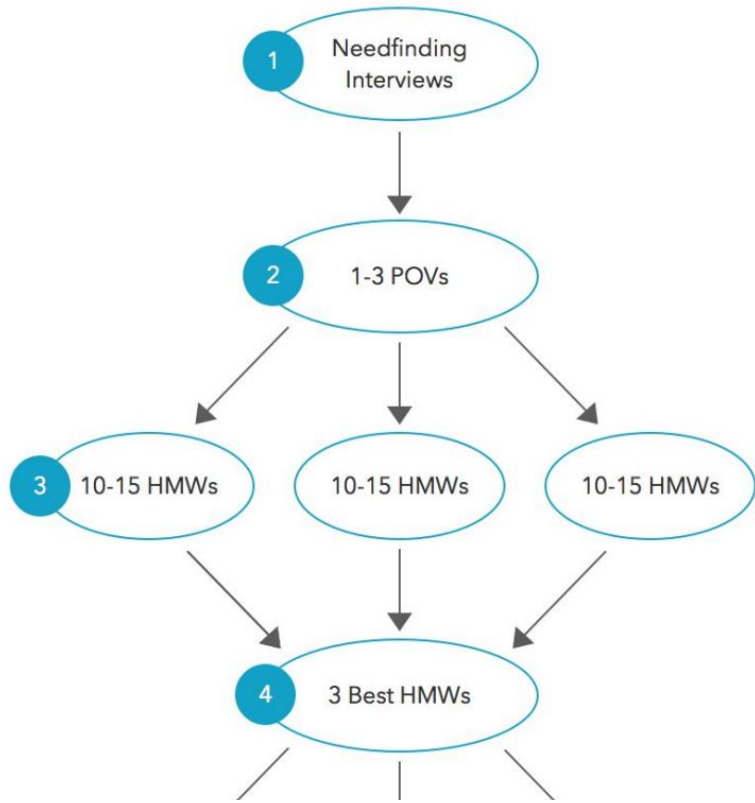 1
Needfinding
Interviews
2
1-3 POVs
3
10-15 HMWs
10-15 HMWs
10-15 HMWs
4
3 Best HMWs